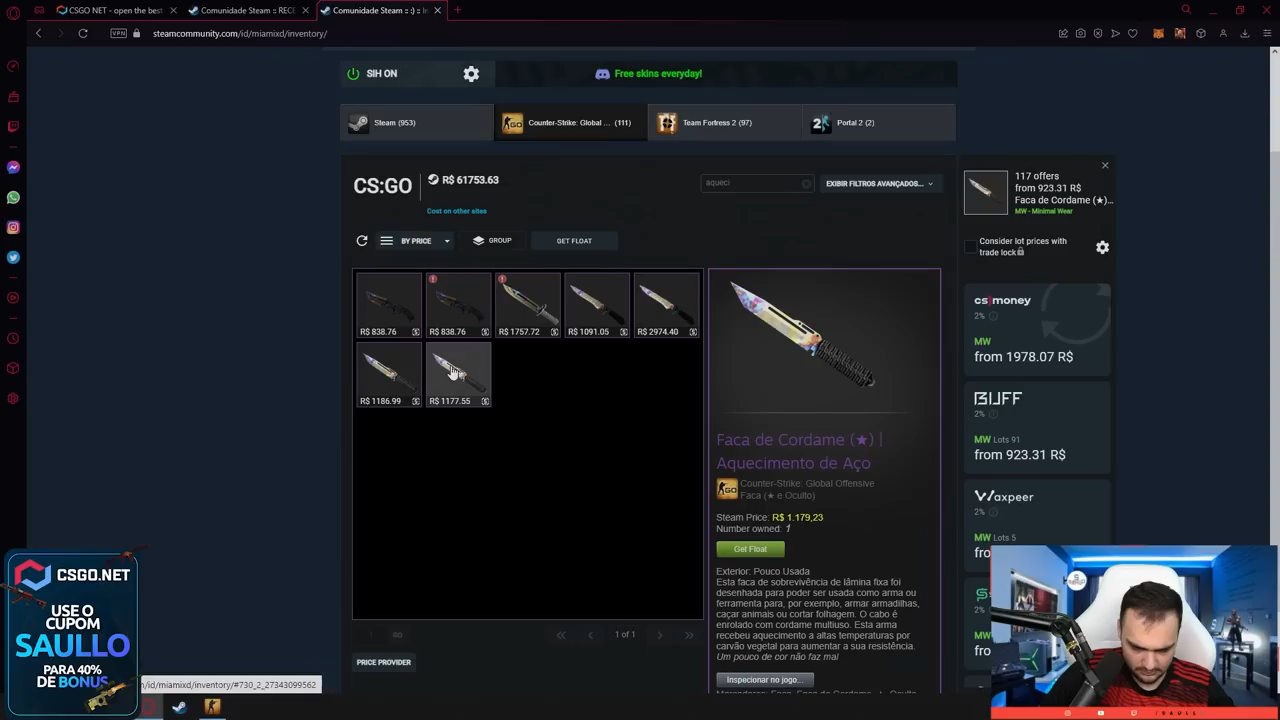 CSGO.NET - open the best
Comunidade Steam :: RECE
Comunidade Steam :: :) :: In
VPN
steamcommunity.com/id/miamixd/inventory/
SIH ON
Free skins everyday!
Steam (953)
Counter-Strike: Global ... (111)
Team Fortress 2 (97)
Portal 2 (2)
CS:GO
R$ 61753.63
Cost on other sites
aqueci
EXIBIR FILTROS AVANÇADOS...
BY PRICE
GROUP
GET FLOAT
R$ 838.76
R$ 838.76
R$ 1757.72
R$ 1091.05
R$ 2974.40
R$ 1186.99
R$ 1177.55
1 of 1
PRICE PROVIDER
Faca de Cordame (★) |
Aquecimento de Aço
Counter-Strike: Global Offensive
Faca (★ e Oculto)
Steam Price: R$ 1.179,23
Number owned: 1
Get Float
Exterior: Pouco Usada
Esta faca de sobrevivência de lâmina fixa foi
desenhada para poder ser usada como arma ou
ferramenta para, por exemplo, armar armadilhas,
caçar animais ou cortar folhagem. O cabo é
enrolado com cordame multiuso. Esta arma
recebeu aquecimento a altas temperaturas por
carvão vegetal para aumentar a sua resistência.
Um pouco de cor não faz mal
Inspecionar no jogo...
117 offers
from 923.31 R$
Faca de Cordame (★)...
MW - Minimal Wear
Consider lot prices with
trade lock
cs|money
2%
MW
from 1978.07 R$
BUFF
2%
MW Lots 91
from 923.31 R$
waxpeer
2%
MW Lots 5
CSGO.NET
USE O
CUPOM
SAULLO
PARA 40%
DE BONUS
id/miamixd/inventory/#730_2_27343099562